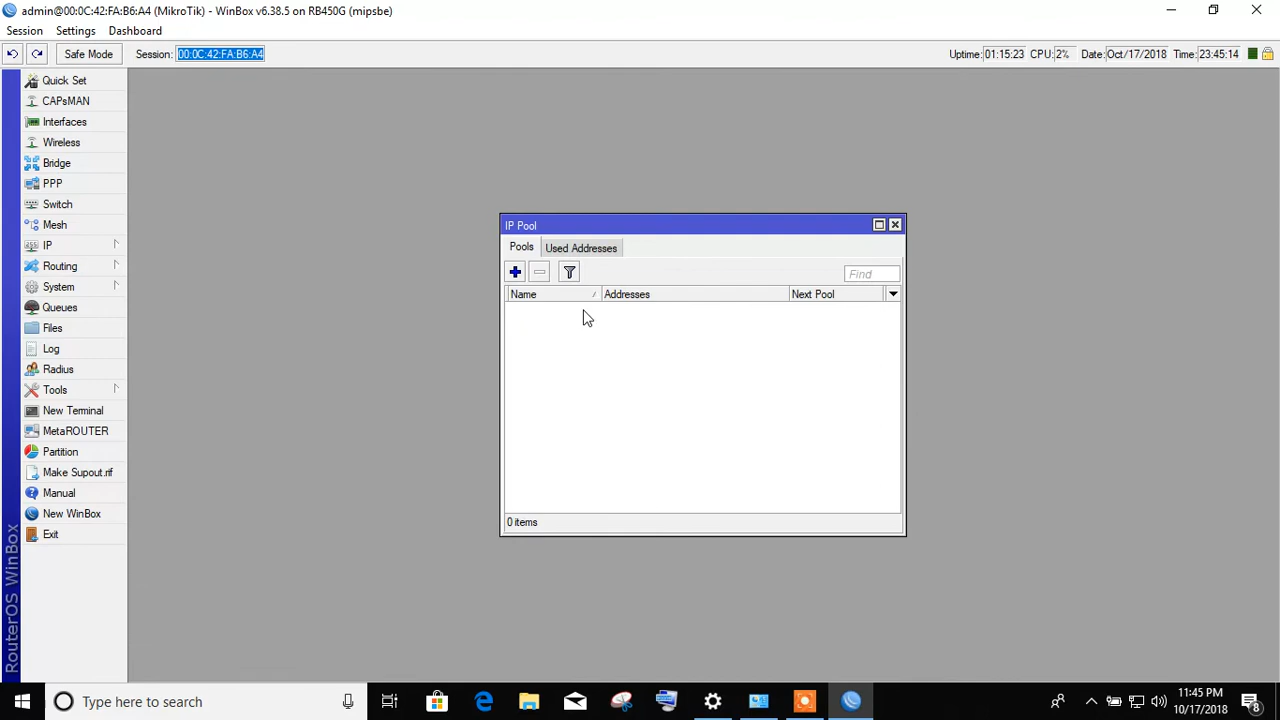 admin@00:0C:42:FA:B6:A4 (MikroTik) - WinBox v6.38.5 on RB450G (mipsbe)
Session Settings Dashboard
Safe Mode Session: 00:0C:42:FA:B6:A4 Uptime: 01:15:23 CPU: 2% Date: Oct/17/2018 Time: 23:45:14
Quick Set
CAPsMAN
Interfaces
Wireless
Bridge
PPP
Switch
Mesh
IP
Routing
System
Queues
Files
Log
Radius
Tools
New Terminal
MetaROUTER
Partition
Make Supout.rif
Manual
New WinBox
Exit
RouterOS WinBox
IP Pool
Pools Used Addresses
Find
Name Addresses Next Pool
0 items
Type here to search
11:45 PM
10/17/2018
8